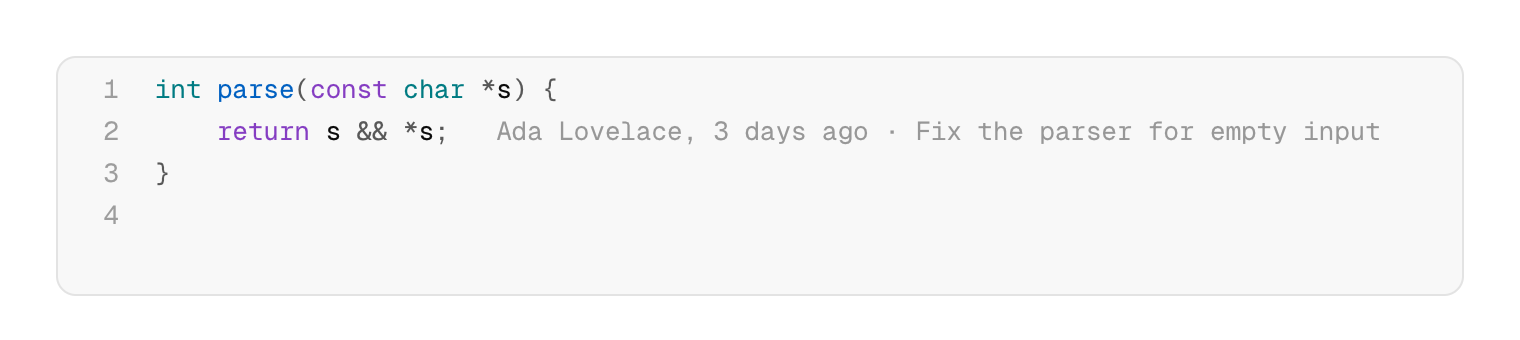 1 int parse(const char *s) {
2     return s && *s;   Ada Lovelace, 3 days ago · Fix the parser for empty input
3 }
4